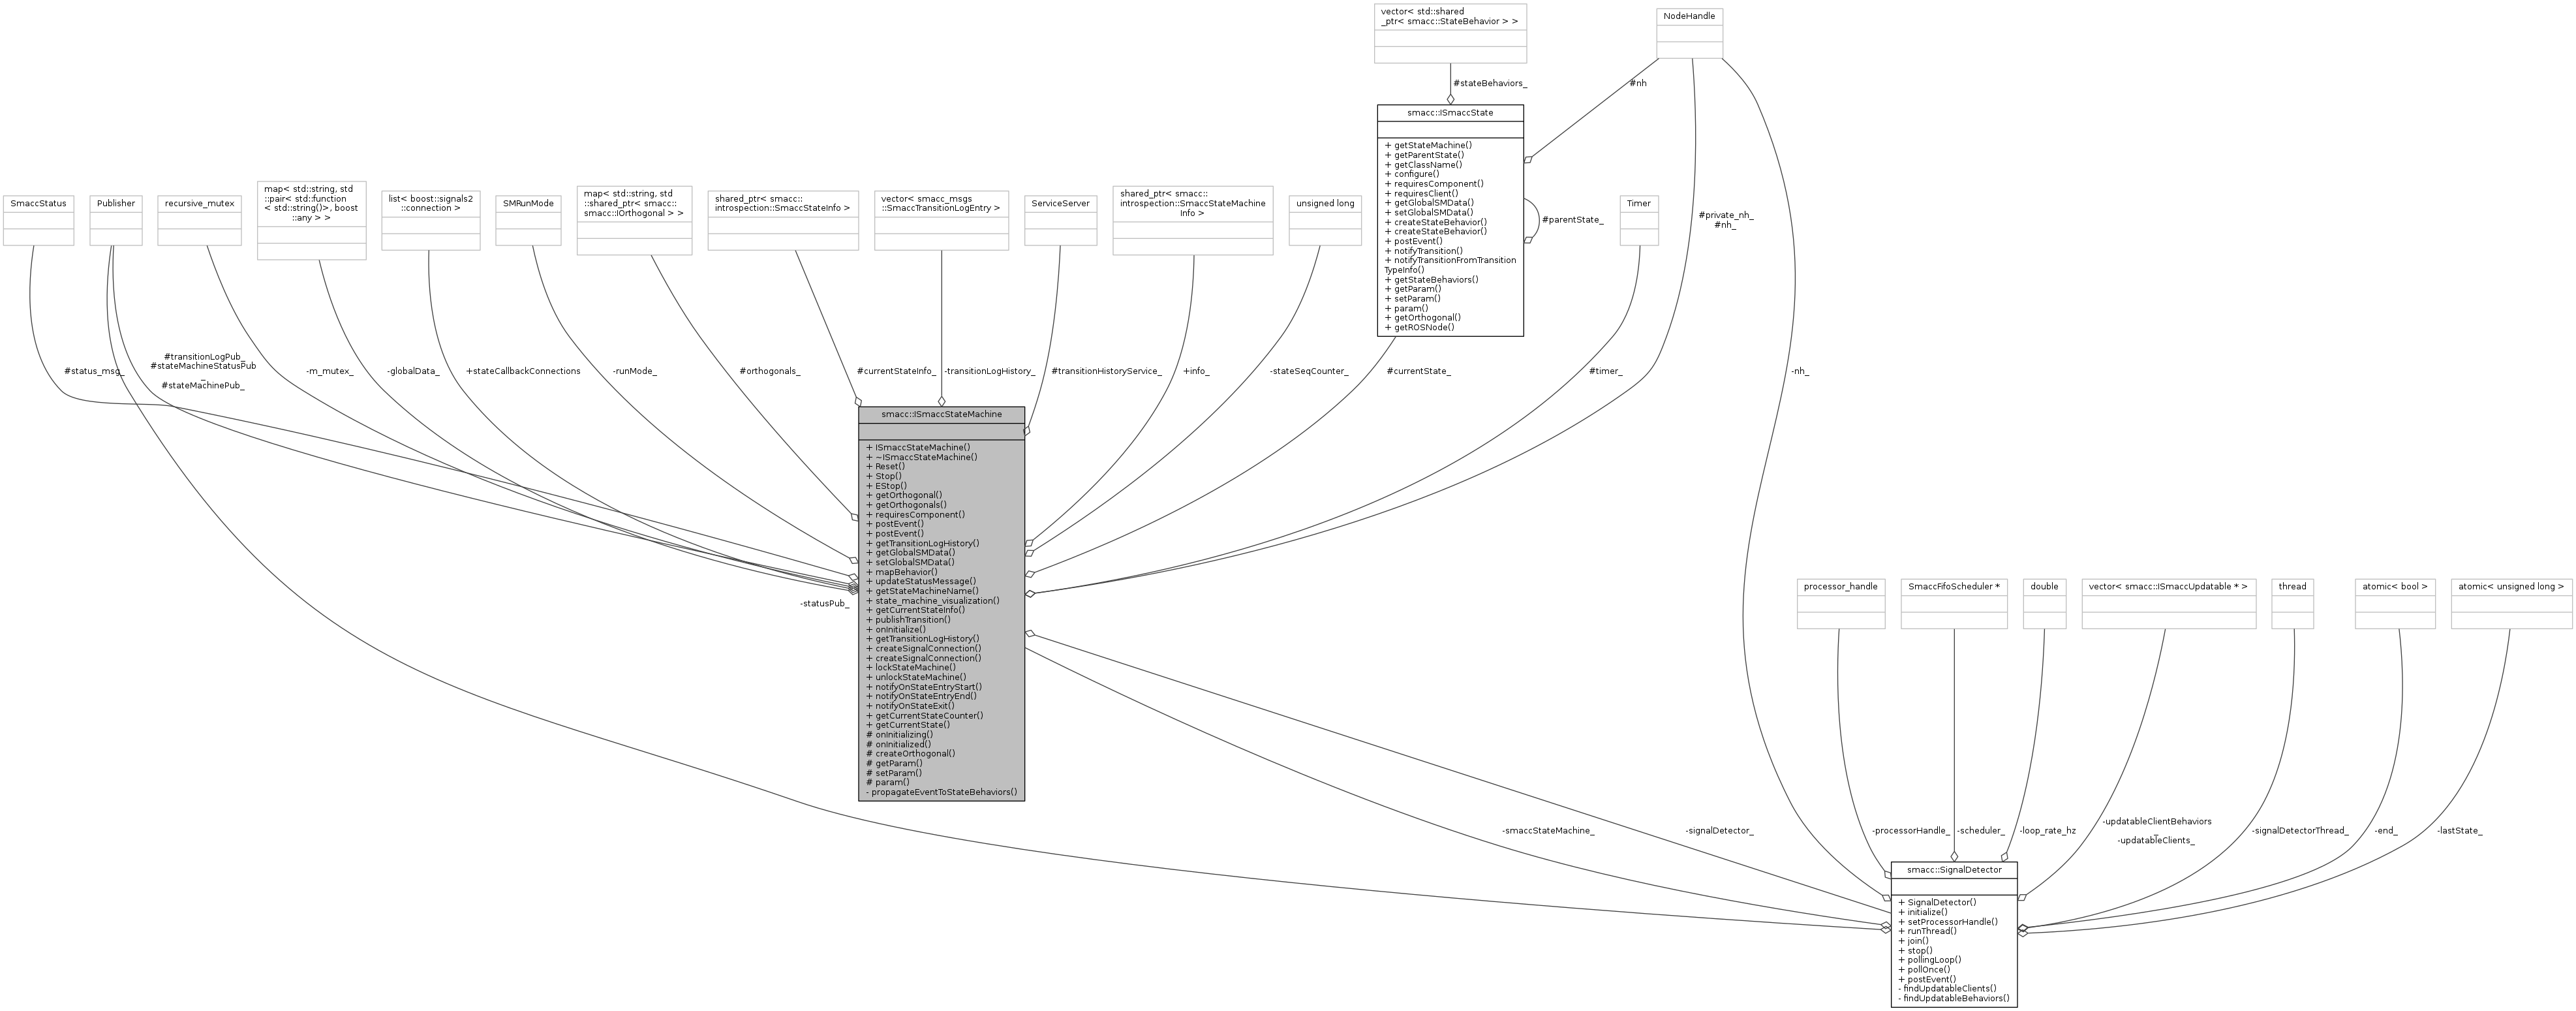 vector< std::shared
_ptr< smacc::StateBehavior > >
NodeHandle
#stateBehaviors_
#nh
smacc::ISmaccState
+ getStateMachine()
+ getParentState()
+ getClassName()
+ configure()
+ requiresComponent()
+ requiresClient()
+ getGlobalSMData()
+ setGlobalSMData()
+ createStateBehavior()
+ createStateBehavior()
+ postEvent()
+ notifyTransition()
+ notifyTransitionFromTransition
TypeInfo()
+ getStateBehaviors()
+ getParam()
+ setParam()
+ param()
+ getOrthogonal()
+ getROSNode()
#parentState_
SmaccStatus
Publisher
recursive_mutex
map< std::string, std
::pair< std::function
< std::string()>, boost
::any > >
list< boost::signals2
::connection >
SMRunMode
map< std::string, std
::shared_ptr< smacc::
smacc::IOrthogonal > >
shared_ptr< smacc::
introspection::SmaccStateInfo >
vector< smacc_msgs
::SmaccTransitionLogEntry >
ServiceServer
shared_ptr< smacc::
introspection::SmaccStateMachine
Info >
unsigned long
Timer
#private_nh_
#nh_
#status_msg_
#transitionLogPub_
#stateMachineStatusPub
_
#stateMachinePub_
-m_mutex_
-globalData_
+stateCallbackConnections
-runMode_
#orthogonals_
#currentStateInfo_
-transitionLogHistory_
#transitionHistoryService_
+info_
-stateSeqCounter_
#currentState_
#timer_
-nh_
smacc::ISmaccStateMachine
+ ISmaccStateMachine()
+ ~ISmaccStateMachine()
+ Reset()
+ Stop()
+ EStop()
+ getOrthogonal()
+ getOrthogonals()
+ requiresComponent()
+ postEvent()
+ postEvent()
+ getTransitionLogHistory()
+ getGlobalSMData()
+ setGlobalSMData()
+ mapBehavior()
+ updateStatusMessage()
+ getStateMachineName()
+ state_machine_visualization()
+ getCurrentStateInfo()
+ publishTransition()
+ onInitialize()
+ getTransitionLogHistory()
+ createSignalConnection()
+ createSignalConnection()
+ lockStateMachine()
+ unlockStateMachine()
+ notifyOnStateEntryStart()
+ notifyOnStateEntryEnd()
+ notifyOnStateExit()
+ getCurrentStateCounter()
+ getCurrentState()
# onInitializing()
# onInitialized()
# createOrthogonal()
# getParam()
# setParam()
# param()
- propagateEventToStateBehaviors()
-statusPub_
processor_handle
SmaccFifoScheduler *
double
vector< smacc::ISmaccUpdatable * >
thread
atomic< bool >
atomic< unsigned long >
-smaccStateMachine_
-signalDetector_
-processorHandle_
-scheduler_
-loop_rate_hz
-updatableClientBehaviors
_
-updatableClients_
-signalDetectorThread_
-end_
-lastState_
smacc::SignalDetector
+ SignalDetector()
+ initialize()
+ setProcessorHandle()
+ runThread()
+ join()
+ stop()
+ pollingLoop()
+ pollOnce()
+ postEvent()
- findUpdatableClients()
- findUpdatableBehaviors()